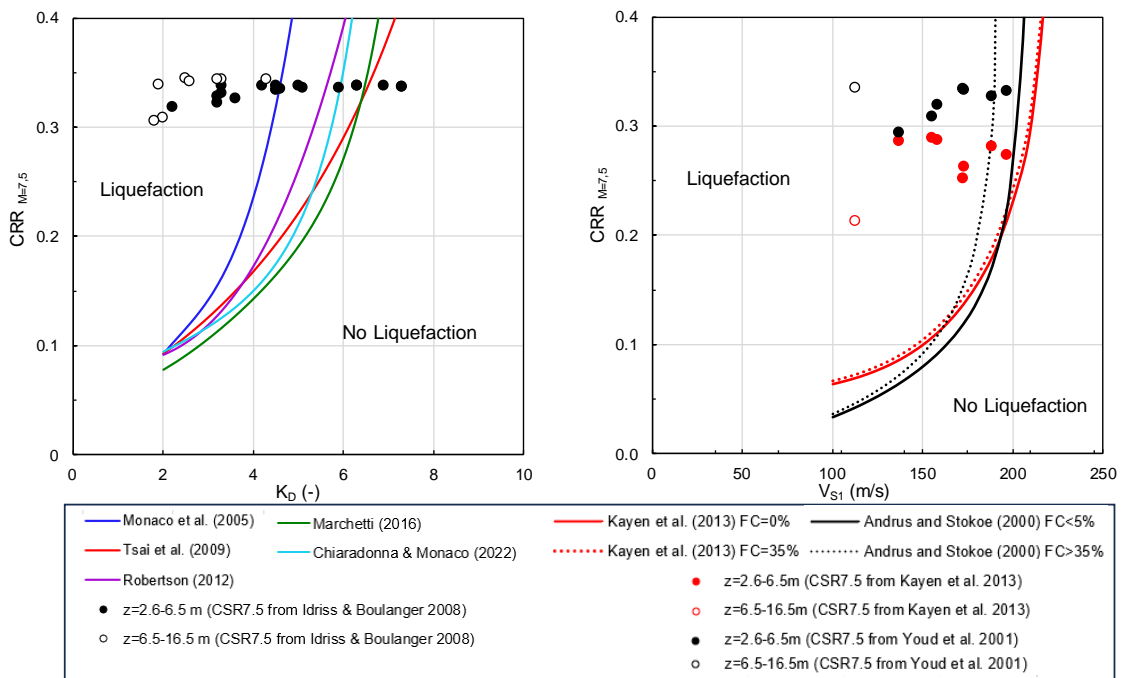 0.4
0.3
0.2
0.1
0
CRR M=7,5
Liquefaction
No Liquefaction
0 2 4 6 8 10
KD (-)
0.4
0.3
0.2
0.1
0.0
CRR M=7,5
Liquefaction
No Liquefaction
0 50 100 150 200 250
VS1 (m/s)
Monaco et al. (2005)
Marchetti (2016)
Tsai et al. (2009)
Chiaradonna & Monaco (2022)
Robertson (2012)
z=2.6-6.5 m (CSR7.5 from Idriss & Boulanger 2008)
z=6.5-16.5 m (CSR7.5 from Idriss & Boulanger 2008)
Kayen et al. (2013) FC=0%
Andrus and Stokoe (2000) FC<5%
Kayen et al. (2013) FC=35%
Andrus and Stokoe (2000) FC>35%
z=2.6-6.5m (CSR7.5 from Kayen et al. 2013)
z=6.5-16.5m (CSR7.5 from Kayen et al. 2013)
z=2.6-6.5m (CSR7.5 from Youd et al. 2001)
z=6.5-16.5m (CSR7.5 from Youd et al. 2001)